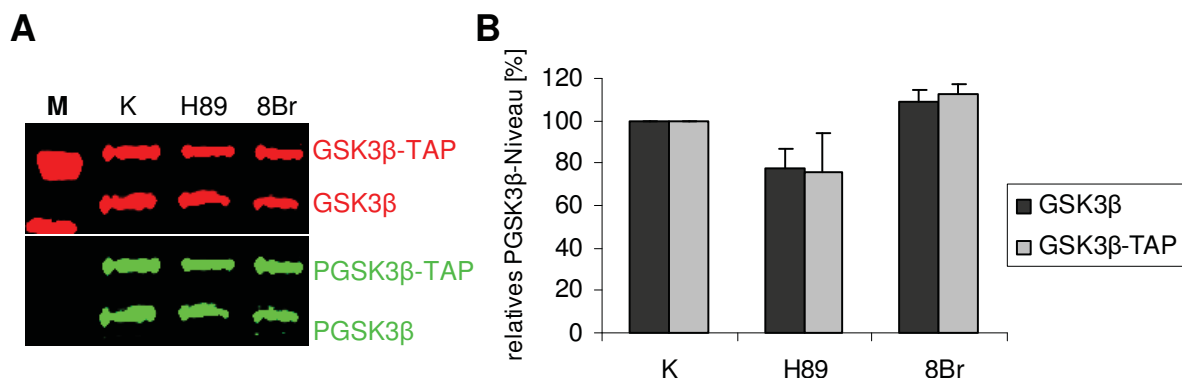 A
M K H89 8Br
GSK3β-TAP
GSK3β
PGSK3β-TAP
PGSK3β
B
relatives PGSK3β-Niveau [%]
120
100
80
60
40
20
0
K H89 8Br
GSK3β
GSK3β-TAP